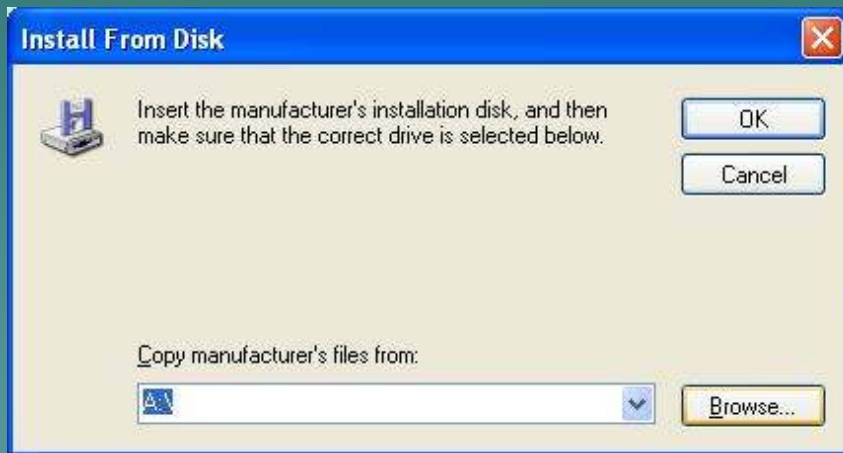 Install From Disk
Insert the manufacturer's installation disk, and then
make sure that the correct drive is selected below.
OK
Cancel
Copy manufacturer's files from:
A:\
Browse...